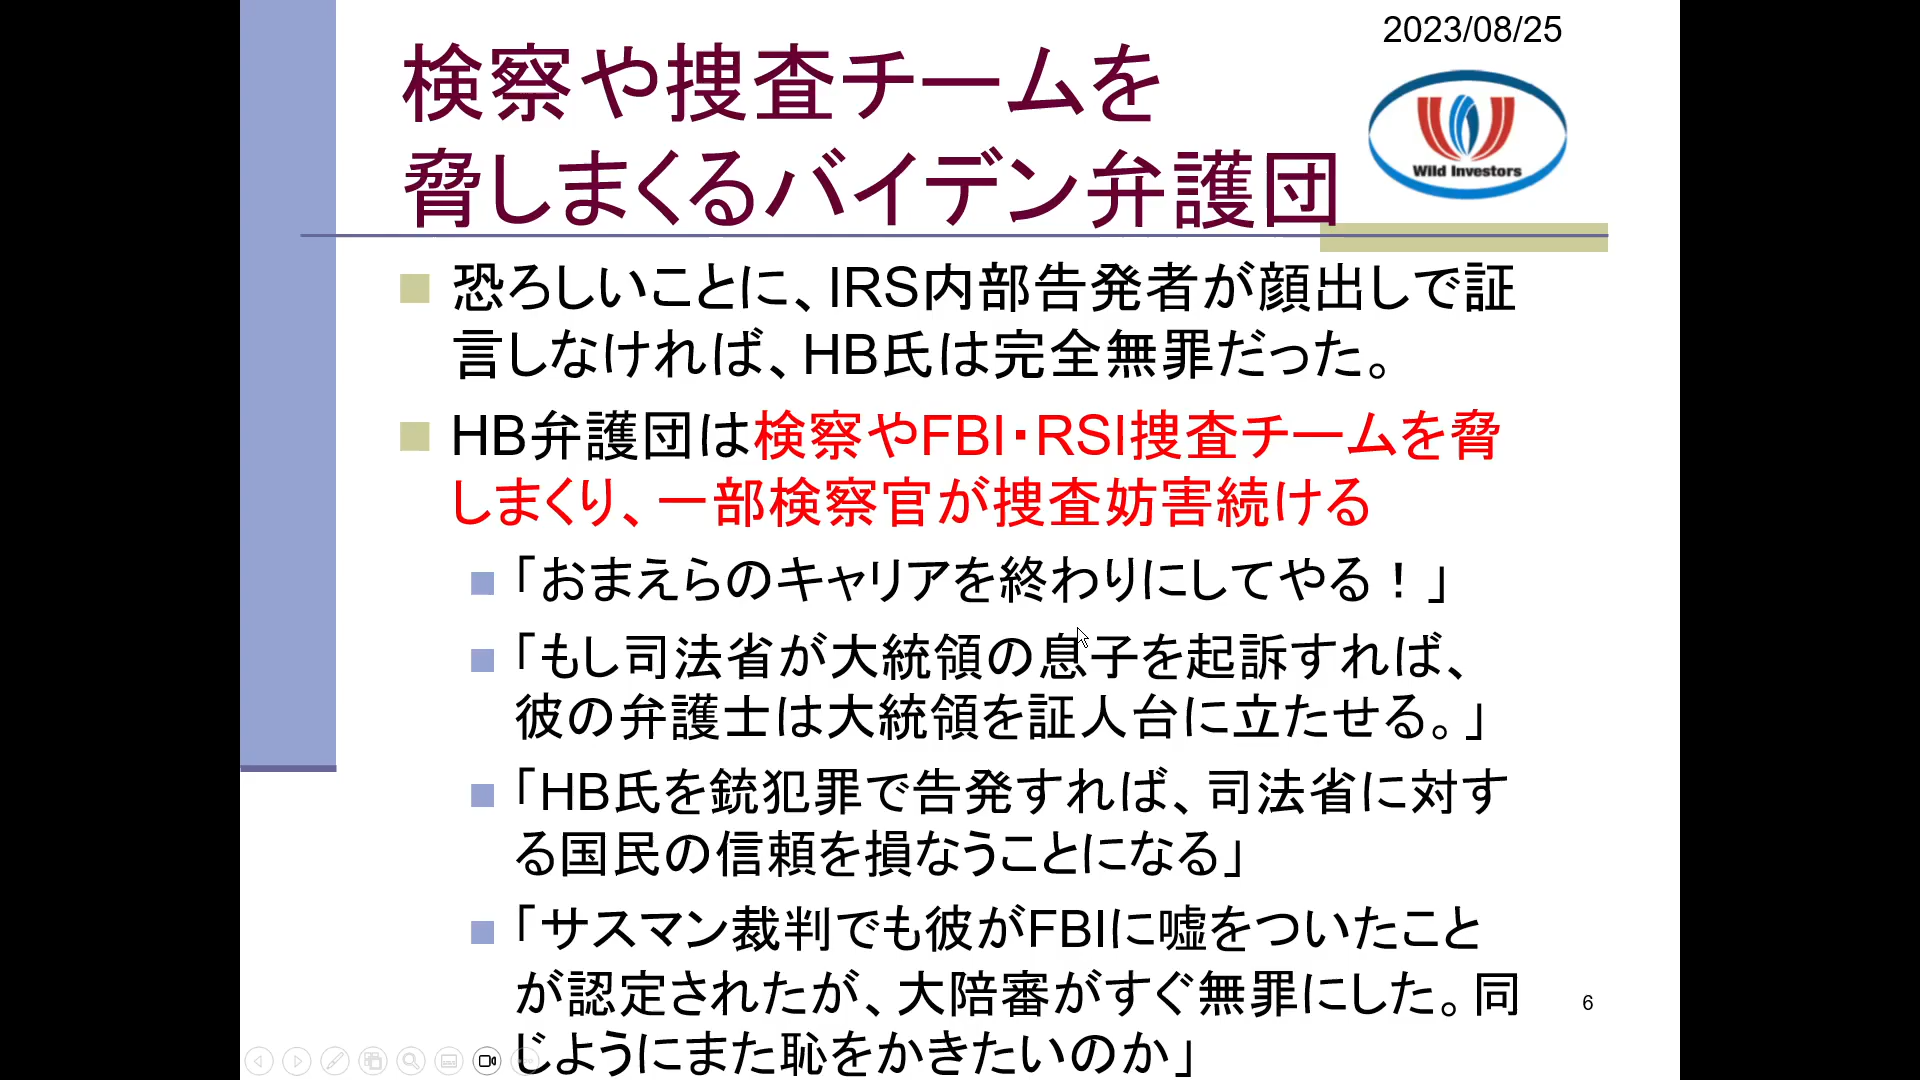 2023/08/25
検察や捜査チームを
脅しまくるバイデン弁護団
Wild Investors
恐ろしいことに、IRS内部告発者が顔出しで証
言しなければ、HB氏は完全無罪だった。
HB弁護団は検察やFBI・RSI捜査チームを脅
しまくり、一部検察官が捜査妨害続ける
「おまえらのキャリアを終わりにしてやる！」
「もし司法省が大統領の息子を起訴すれば、
彼の弁護士は大統領を証人台に立たせる。」
「HB氏を銃犯罪で告発すれば、司法省に対す
る国民の信頼を損なうことになる」
「サスマン裁判でも彼がFBIに嘘をついたこと
が認定されたが、大陪審がすぐ無罪にした。同
じようにまた恥をかきたいのか」
6